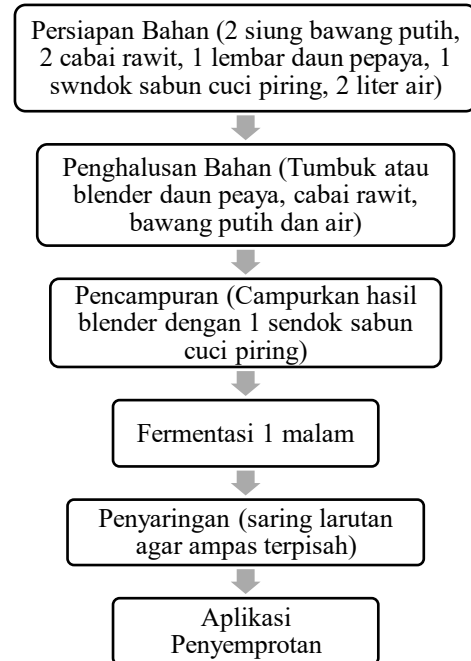 Persiapan Bahan (2 siung bawang putih,
2 cabai rawit, 1 lembar daun pepaya, 1
swndok sabun cuci piring, 2 liter air)
Penghalusan Bahan (Tumbuk atau
blender daun peaya, cabai rawit,
bawang putih dan air)
Pencampuran (Campurkan hasil
blender dengan 1 sendok sabun
cuci piring)
Fermentasi 1 malam
Penyaringan (saring larutan
agar ampas terpisah)
Aplikasi
Penyemprotan